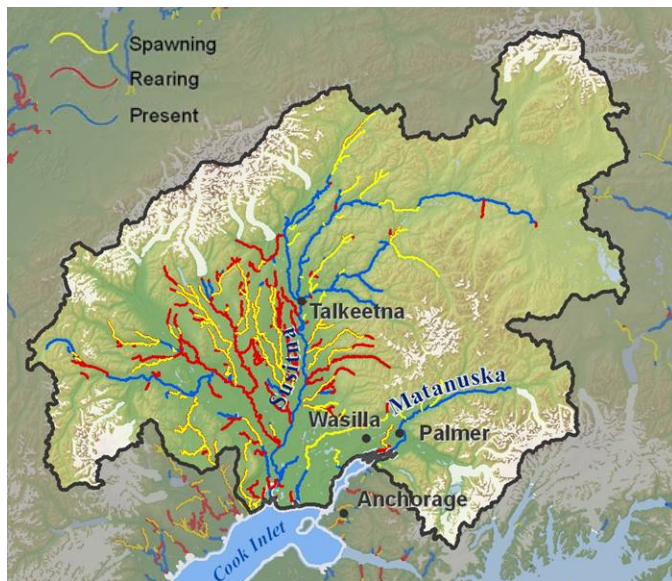 Spawning
Rearing
Present
Talkeetna
Susitna
Matanuska
Wasilla
Palmer
Anchorage
Cook Inlet